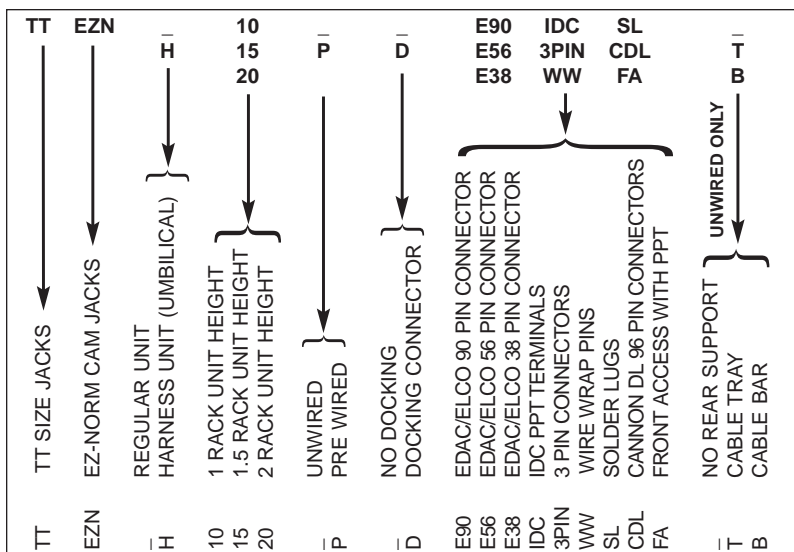 TT EZN _ 10 _ _ E90 IDC SL _
H 15 P D E56 3PIN CDL T
20 E38 WW FA B
UNWIRED ONLY
TT TT SIZE JACKS
EZN EZ-NORM CAM JACKS
_ REGULAR UNIT
H HARNESS UNIT (UMBILICAL)
10 1 RACK UNIT HEIGHT
15 1.5 RACK UNIT HEIGHT
20 2 RACK UNIT HEIGHT
_ UNWIRED
P PRE WIRED
_ NO DOCKING
D DOCKING CONNECTOR
E90 EDAC/ELCO 90 PIN CONNECTOR
E56 EDAC/ELCO 56 PIN CONNECTOR
E38 EDAC/ELCO 38 PIN CONNECTOR
IDC IDC PPT TERMINALS
3PIN 3 PIN CONNECTORS
WW WIRE WRAP PINS
SL SOLDER LUGS
CDL CANNON DL 96 PIN CONNECTORS
FA FRONT ACCESS WITH PPT
_ NO REAR SUPPORT
T CABLE TRAY
B CABLE BAR